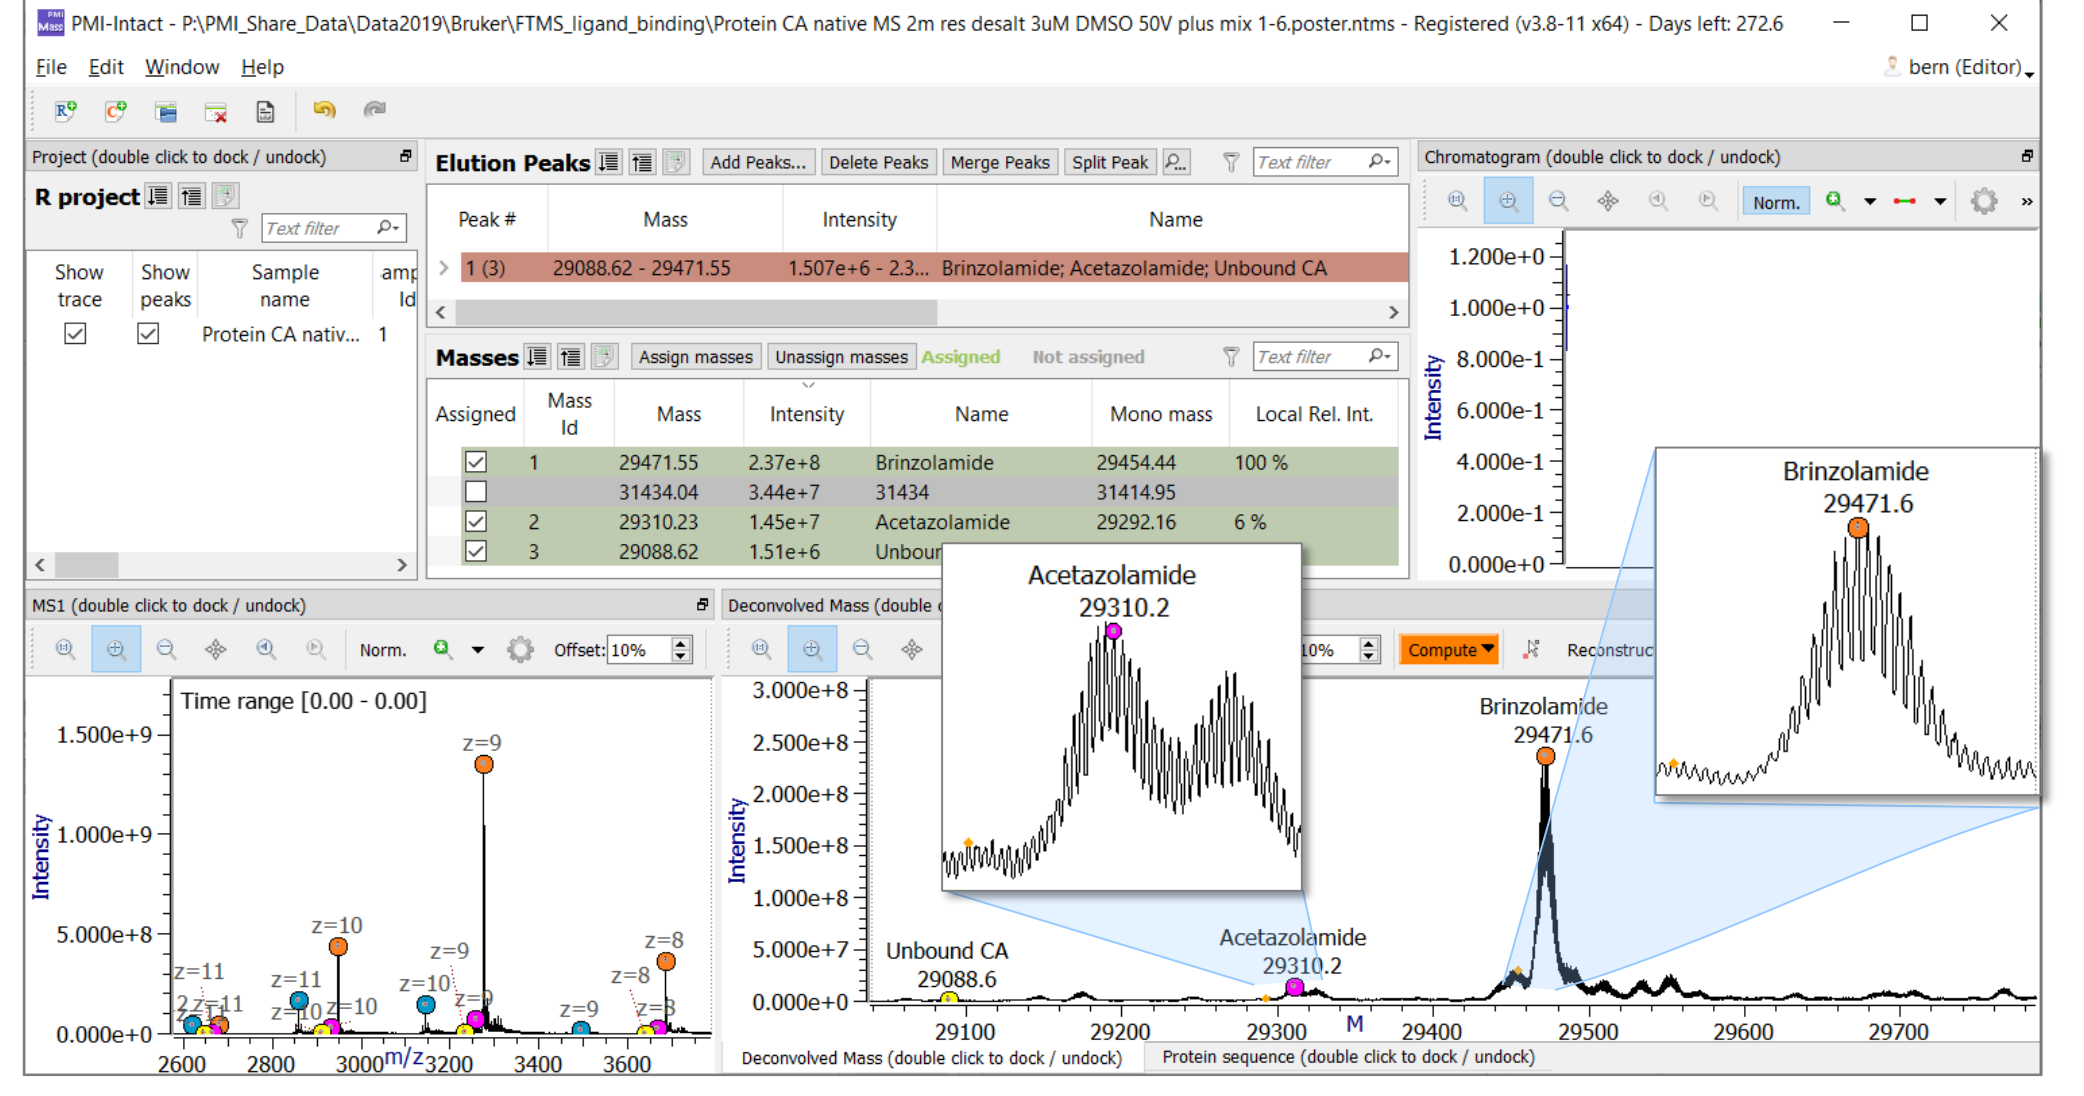 PMI-Intact - P:\PMI_Share_Data\Data2019\Bruker\FTMS_ligand_binding\Protein CA native MS 2m res desalt 3uM DMSO 50V plus mix 1-6.poster.ntms - Registered (v3.8-11 x64) - Days left: 272.6
File Edit Window Help
bern (Editor)
Project (double click to dock / undock)
R project
Text filter
Show trace
Show peaks
Sample name
Id
Protein CA nativ... 1
Elution Peaks
Add Peaks... Delete Peaks Merge Peaks Split Peak
Text filter
Peak # Mass Intensity Name
1 (3) 29088.62 - 29471.55 1.507e+6 - 2.3... Brinzolamide; Acetazolamide; Unbound CA
Masses
Assign masses Unassign masses Assigned Not assigned
Text filter
Assigned Mass Id Mass Intensity Name Mono mass Local Rel. Int.
1 29471.55 2.37e+8 Brinzolamide 29454.44 100 %
31434.04 3.44e+7 31434 31414.95
2 29310.23 1.45e+7 Acetazolamide 29292.16 6 %
3 29088.62 1.51e+6
Chromatogram (double click to dock / undock)
Norm.
Intensity
1.200e+0
1.000e+0
8.000e-1
6.000e-1
4.000e-1
2.000e-1
0.000e+0
Brinzolamide
29471.6
Acetazolamide
29310.2
MS1 (double click to dock / undock)
Norm. Offset: 10%
Time range [0.00 - 0.00]
Intensity
1.500e+9
1.000e+9
5.000e+8
0.000e+0
z=9
z=10
z=9
z=8
z=11
z=11
z=10
z=8
z=11
z=10
z=10
z=9
z=9
z=8
2600 2800 3000 m/z 3200 3400 3600
Deconvolved Mass (double
10% Compute
Intensity
3.000e+8
2.500e+8
2.000e+8
1.500e+8
1.000e+8
5.000e+7
0.000e+0
Brinzolamide
29471.6
Unbound CA
29088.6
Acetazolamide
29310.2
29100 29200 29300 M 29400 29500 29600 29700
Deconvolved Mass (double click to dock / undock) Protein sequence (double click to dock / undock)